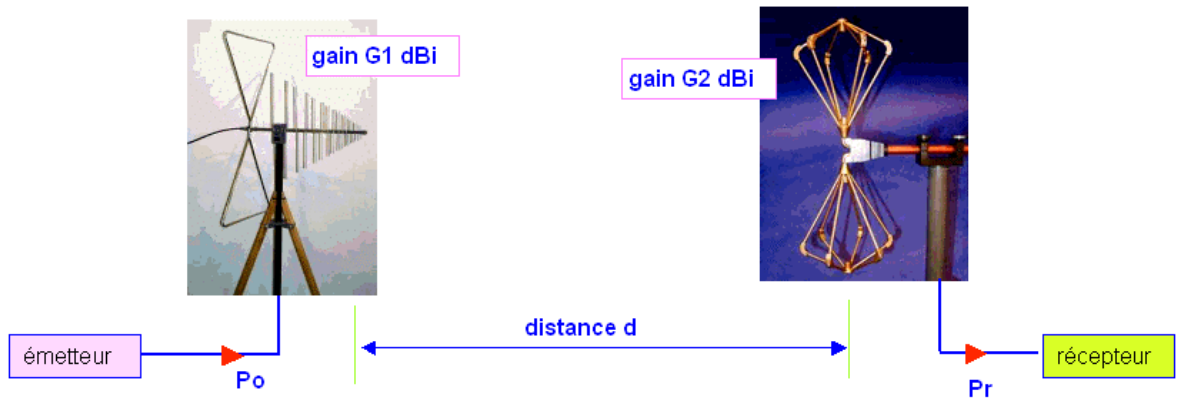 gain G1 dBi
gain G2 dBi
distance d
émetteur
Po
Pr
récepteur